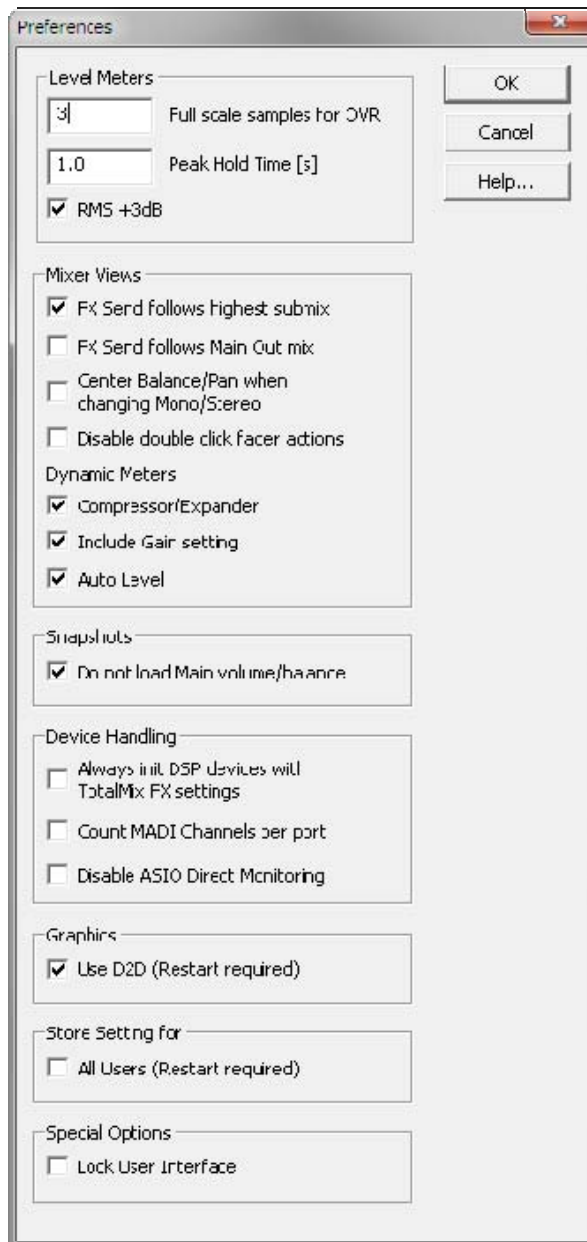 Preferences
Level Meters
OK
3
Full scale samples for OVR
Cancel
1.0
Peak Hold Time [s]
Help...
RMS +3dB
Mixer Views
FX Send follows highest submix
FX Send follows Main Out mix
Center Balance/Pan when
changing Mono/Stereo
Disable double click facer actions
Dynamic Meters
Compressor/Expander
Include Gain setting
Auto Level
Snapshots
Do not load Main volume/balance
Device Handling
Always init DSP devices with
TotalMix FX settings
Count MADI Channels per port
Disable ASIO Direct Monitoring
Graphics
Use D2D (Restart required)
Store Setting for
All Users (Restart required)
Special Options
Lock User Interface